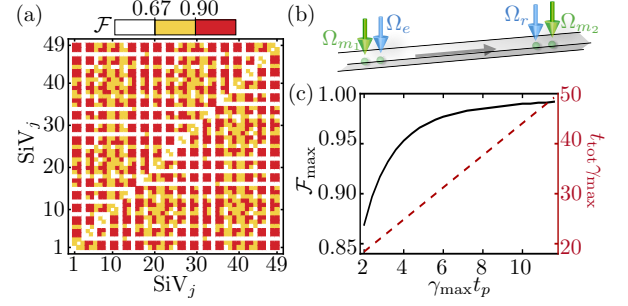 (a)
𝓕
0.67 0.90
49
40
30
20
10
1
SiV_j
1 10 20 30 40 49
SiV_j
(b)
Ω_{m_r} Ω_e Ω_r Ω_{m_2}
(c)
1.00
0.95
0.90
0.85
𝓕_max
50
40
30
20
t_tot γ_max
2 4 6 8 10
γ_max t_p